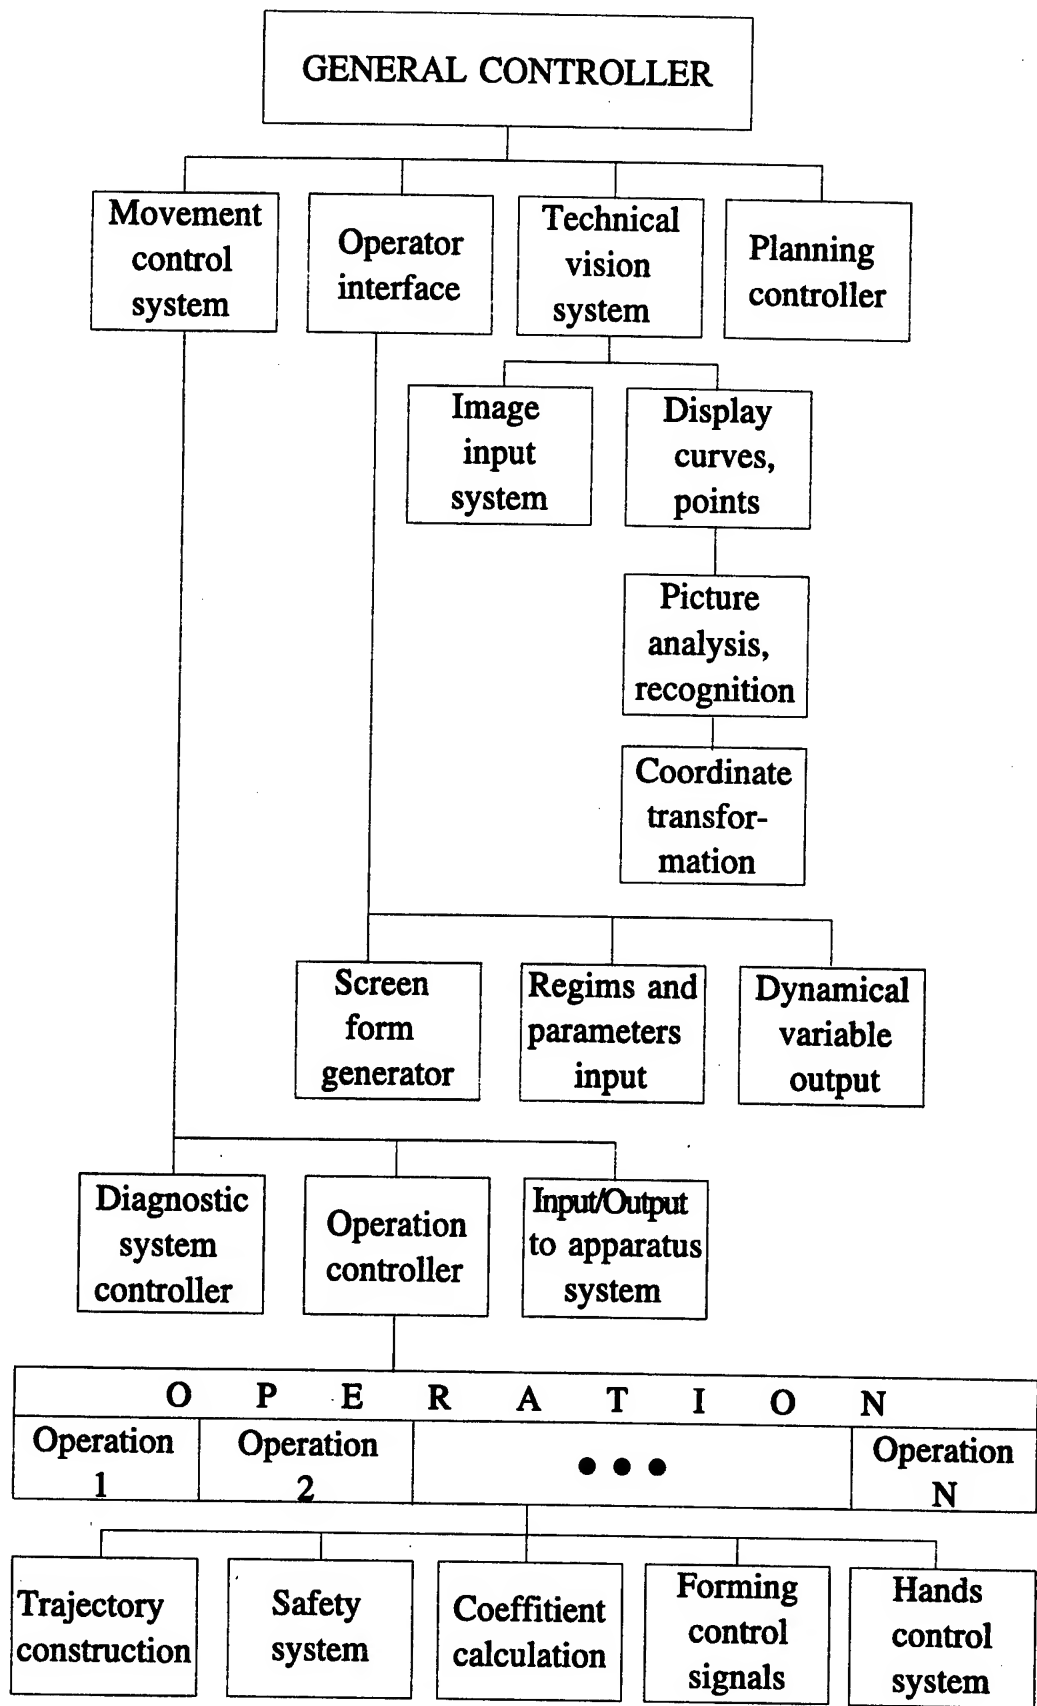 GENERAL CONTROLLER
Movement
control
system
Operator
interface
Technical
vision
system
Planning
controller
Image
input
system
Display
curves,
points
Picture
analysis,
recognition
Coordinate
transfor-
mation
Screen
form
generator
Regims and
parameters
input
Dynamical
variable
output
Diagnostic
system
controller
Operation
controller
Input/Output
to apparatus
system
O P E R A T I O N
Operation
1
Operation
2
● ● ●
Operation
N
Trajectory
construction
Safety
system
Coeffitient
calculation
Forming
control
signals
Hands
control
system